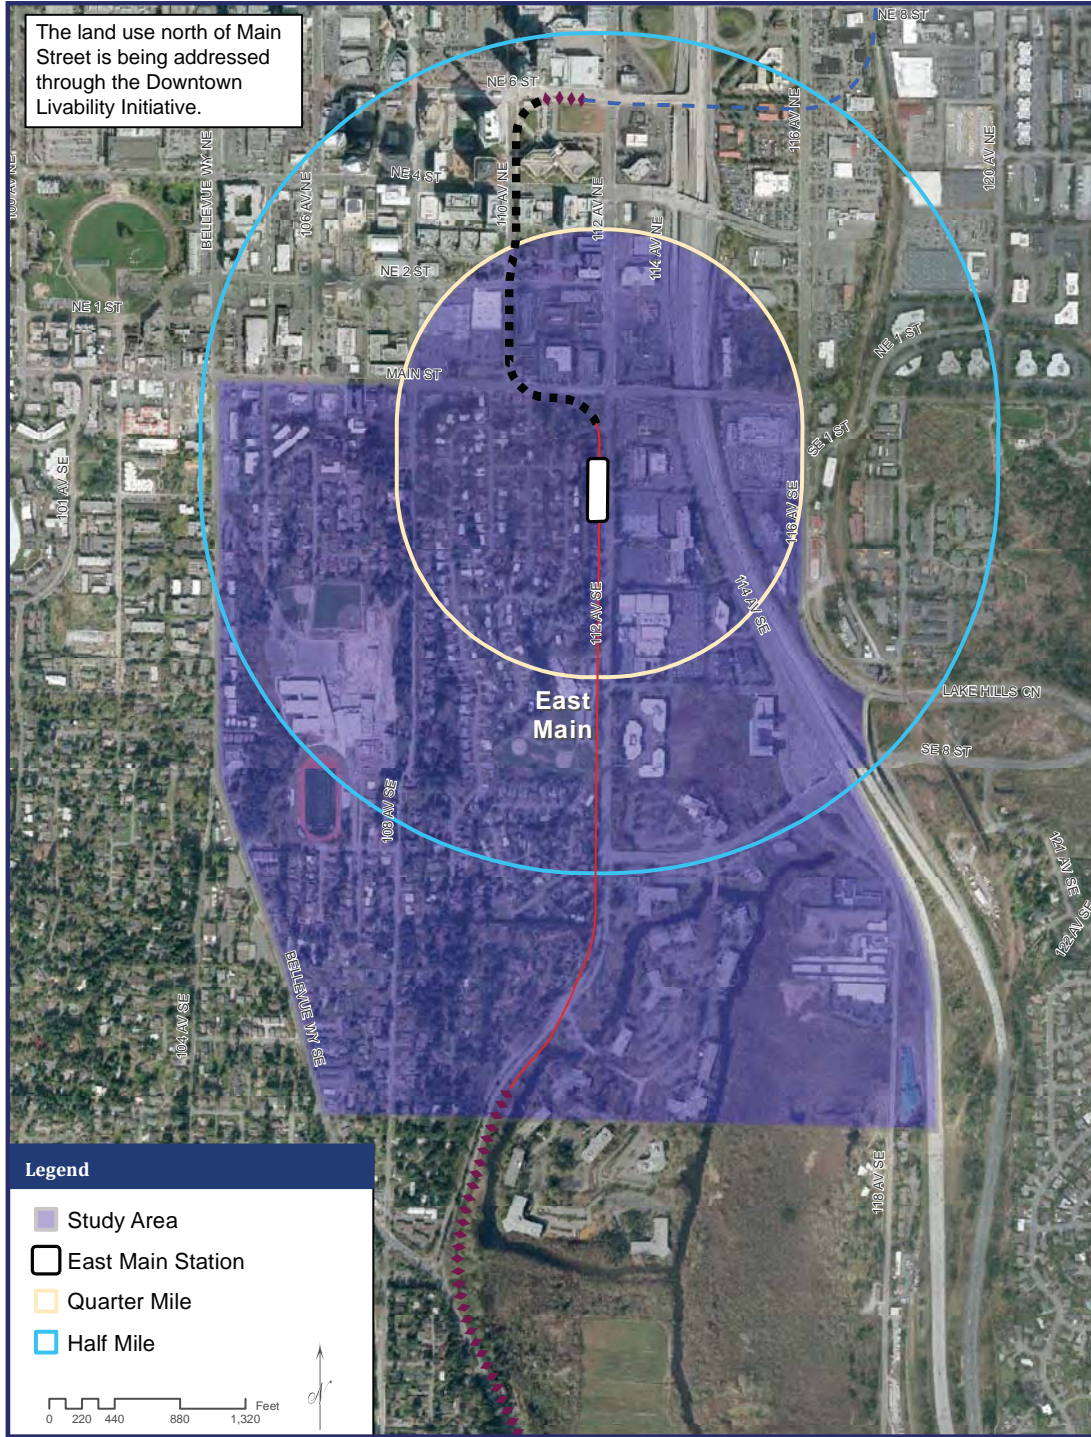 The land use north of Main
Street is being addressed
through the Downtown
Livability Initiative.
NE 8 ST
NE 6 ST
BELLEVUE WY NE
106 AV NE
NE 4 ST
110 AV NE
112 AV NE
114 AV NE
116 AV NE
120 AV NE
NE 2 ST
NE 1 ST
NE 1 ST
MAIN ST
SE 1 ST
101 AV SE
116 AV SE
112 AV SE
114 AV SE
East
Main
LAKE HILLS CN
SE 8 ST
108 AV SE
121 AV SE
122 AV SE
BELLEVUE WY SE
104 AV SE
118 AV SE
Legend
Study Area
East Main Station
Quarter Mile
Half Mile
Feet
0 220 440 880 1,320
N